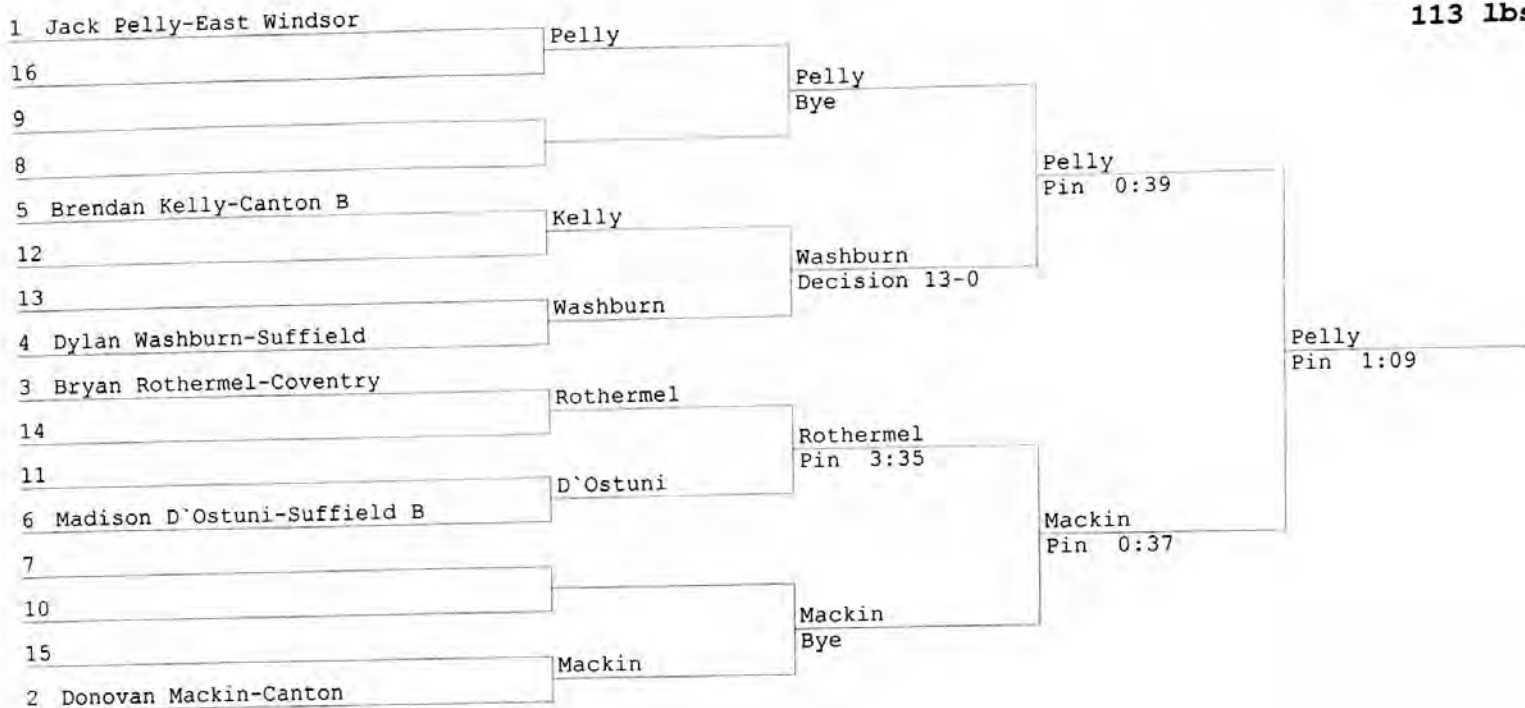 113 lbs
1 Jack Pelly-East Windsor
Pelly
16
Pelly
Bye
9
8
Pelly
Pin 0:39
5 Brendan Kelly-Canton B
Kelly
12
Washburn
Decision 13-0
13
Washburn
4 Dylan Washburn-Suffield
Pelly
Pin 1:09
3 Bryan Rothermel-Coventry
Rothermel
14
Rothermel
Pin 3:35
11
D`Ostuni
6 Madison D`Ostuni-Suffield B
Mackin
Pin 0:37
7
10
Mackin
Bye
15
Mackin
2 Donovan Mackin-Canton